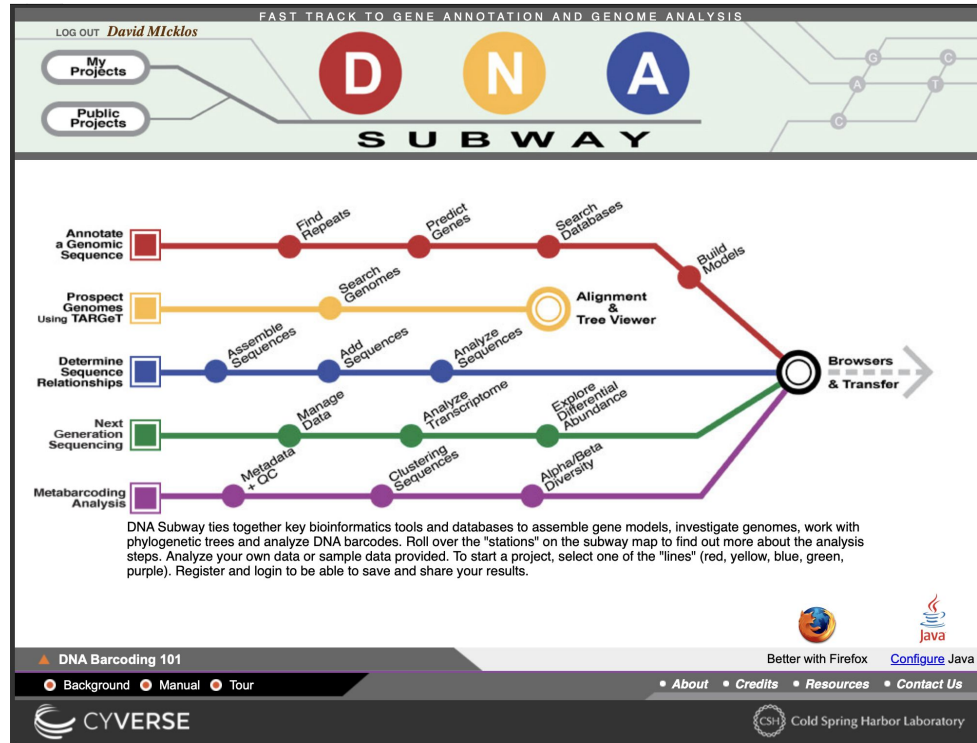 FAST TRACK TO GENE ANNOTATION AND GENOME ANALYSIS
LOG OUT David MIcklos
My
Projects
Public
Projects
D N A
SUBWAY
G
C
A
T
C
Annotate
a Genomic
Sequence
Find
Repeats
Predict
Genes
Search
Databases
Build
Models
Prospect
Genomes
Using TARGeT
Search
Genomes
Alignment
&
Tree Viewer
Determine
Sequence
Relationships
Assemble
Sequences
Add
Sequences
Analyze
Sequences
Browsers
& Transfer
Next
Generation
Sequencing
Manage
Data
Analyze
Transcriptome
Explore
Differential
Abundance
Metabarcoding
Analysis
Metadata
+ QC
Clustering
Sequences
Alpha/Beta
Diversity
DNA Subway ties together key bioinformatics tools and databases to assemble gene models, investigate genomes, work with
phylogenetic trees and analyze DNA barcodes. Roll over the "stations" on the subway map to find out more about the analysis
steps. Analyze your own data or sample data provided. To start a project, select one of the "lines" (red, yellow, blue, green,
purple). Register and login to be able to save and share your results.
Java
DNA Barcoding 101
Better with Firefox
Configure Java
Background Manual Tour
• About • Credits • Resources • Contact Us
CYVERSE
CSH Cold Spring Harbor Laboratory